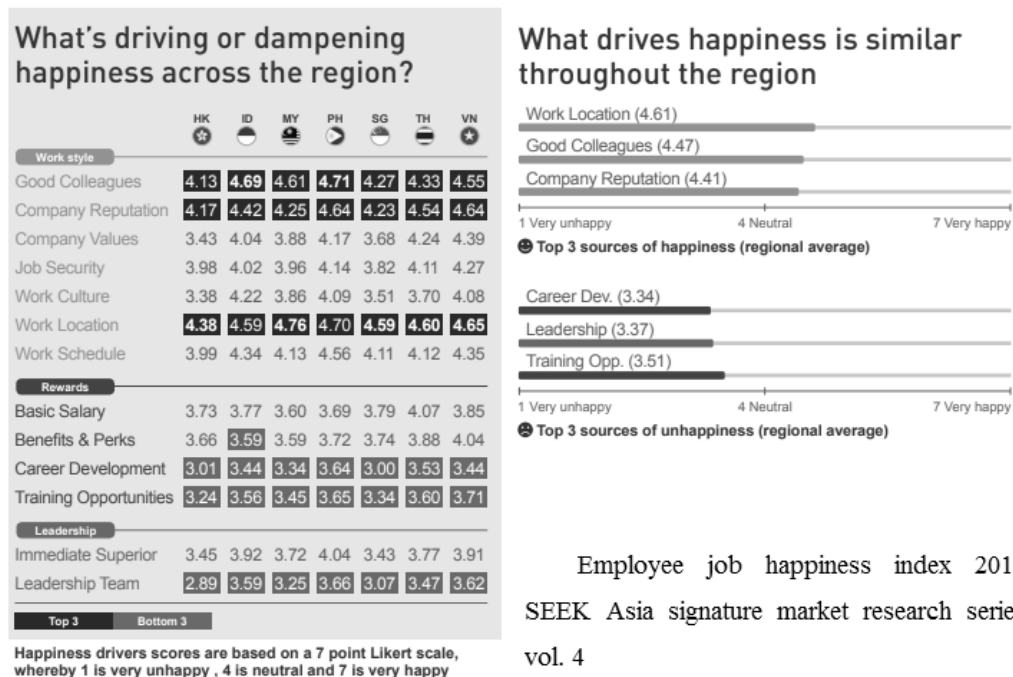 What's driving or dampening
happiness across the region?
HK ID MY PH SG TH VN
Work style
Good Colleagues 4.13 4.69 4.61 4.71 4.27 4.33 4.55
Company Reputation 4.17 4.42 4.25 4.64 4.23 4.54 4.64
Company Values 3.43 4.04 3.88 4.17 3.68 4.24 4.39
Job Security 3.98 4.02 3.96 4.14 3.82 4.11 4.27
Work Culture 3.38 4.22 3.86 4.09 3.51 3.70 4.08
Work Location 4.38 4.59 4.76 4.70 4.59 4.60 4.65
Work Schedule 3.99 4.34 4.13 4.56 4.11 4.12 4.35
Rewards
Basic Salary 3.73 3.77 3.60 3.69 3.79 4.07 3.85
Benefits & Perks 3.66 3.59 3.59 3.72 3.74 3.88 4.04
Career Development 3.01 3.44 3.34 3.64 3.00 3.53 3.44
Training Opportunities 3.24 3.56 3.45 3.65 3.34 3.60 3.71
Leadership
Immediate Superior 3.45 3.92 3.72 4.04 3.43 3.77 3.91
Leadership Team 2.89 3.59 3.25 3.66 3.07 3.47 3.62
Top 3 Bottom 3
Happiness drivers scores are based on a 7 point Likert scale,
whereby 1 is very unhappy , 4 is neutral and 7 is very happy
What drives happiness is similar
throughout the region
Work Location (4.61)
Good Colleagues (4.47)
Company Reputation (4.41)
1 Very unhappy 4 Neutral 7 Very happy
Top 3 sources of happiness (regional average)
Career Dev. (3.34)
Leadership (3.37)
Training Opp. (3.51)
1 Very unhappy 4 Neutral 7 Very happy
Top 3 sources of unhappiness (regional average)
Employee job happiness index 201
SEEK Asia signature market research serie
vol. 4